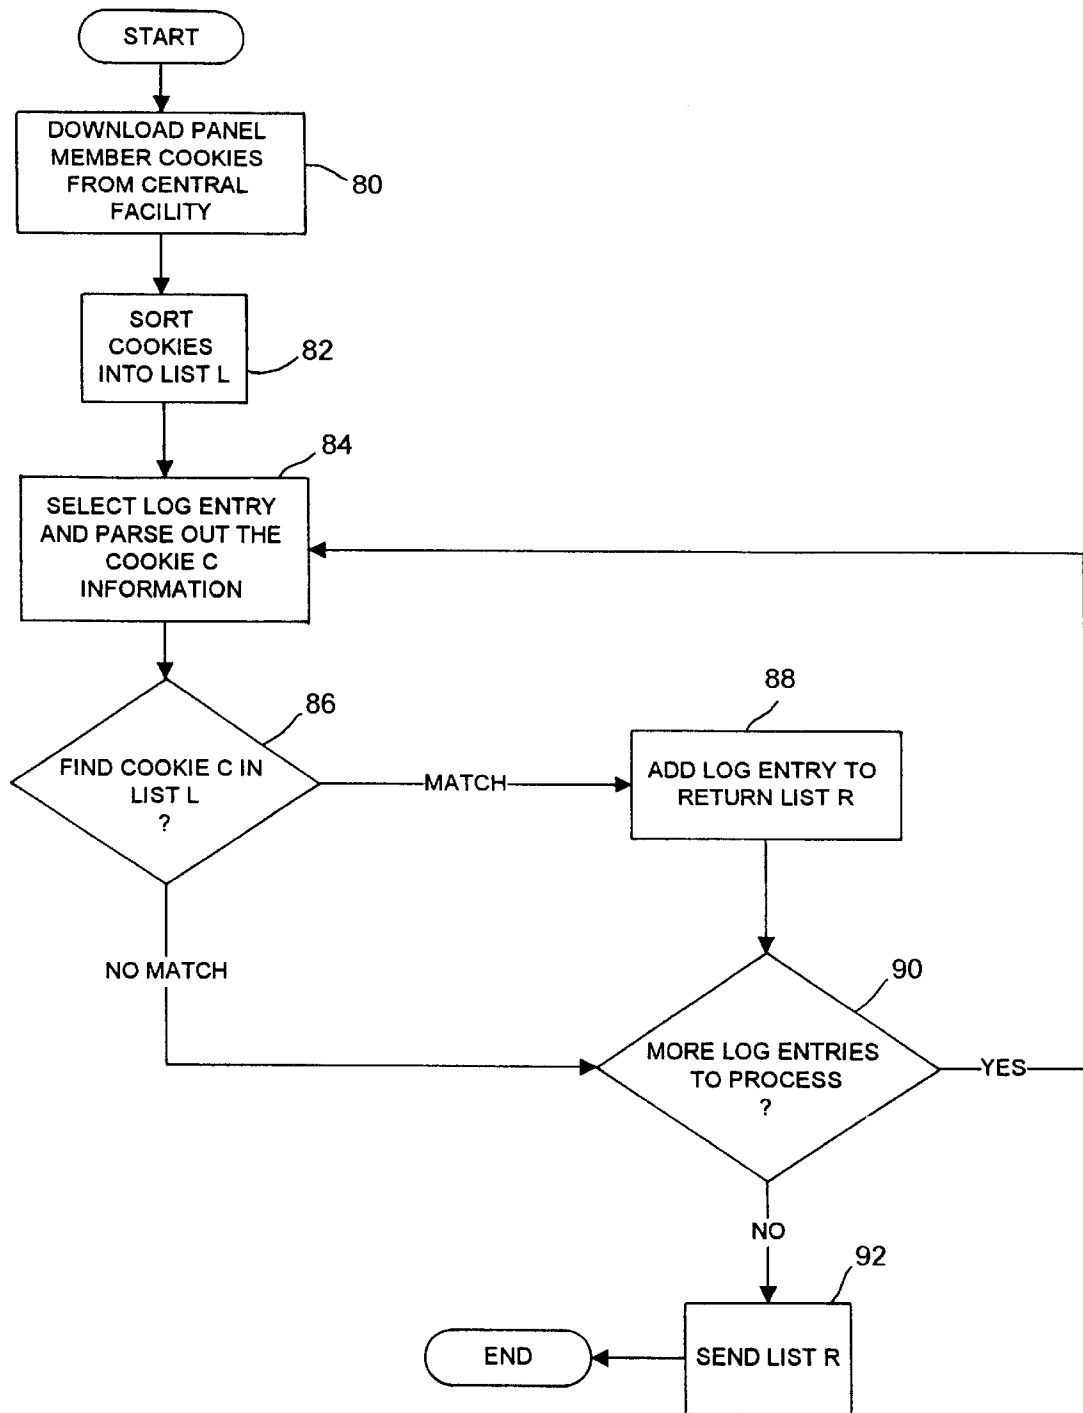 START
DOWNLOAD PANEL
MEMBER COOKIES
FROM CENTRAL
FACILITY
80
SORT
COOKIES
INTO LIST L
82
84
SELECT LOG ENTRY
AND PARSE OUT THE
COOKIE C
INFORMATION
86
FIND COOKIE C IN
LIST L
?
MATCH
88
ADD LOG ENTRY TO
RETURN LIST R
NO MATCH
90
MORE LOG ENTRIES
TO PROCESS
?
YES
NO
92
SEND LIST R
END